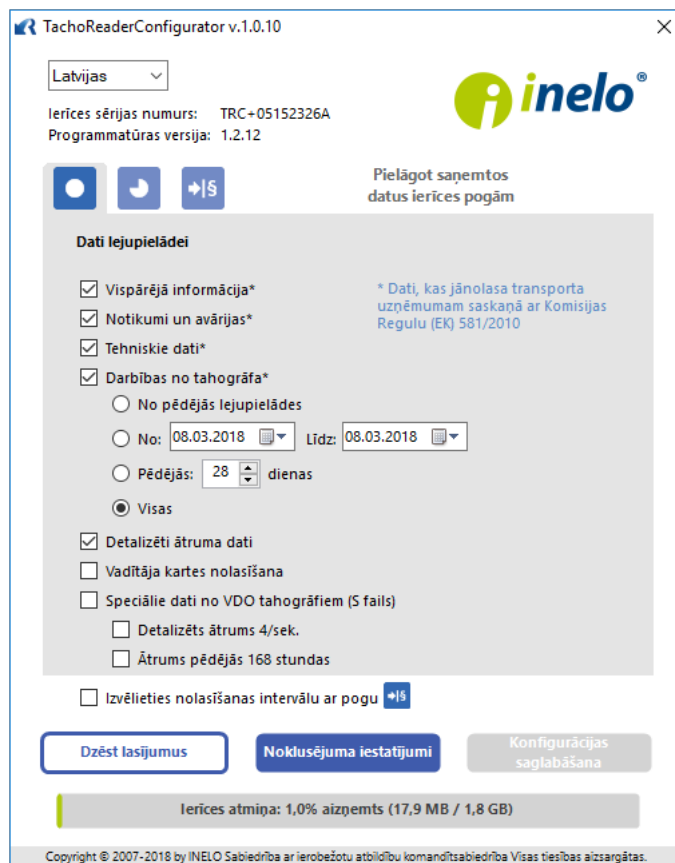 TachoReaderConfigurator v.1.0.10
Latvijas
inelo®
Ierīces sērijas numurs: TRC+05152326A
Programmatūras versija: 1.2.12
Pielāgot saņemtos
datus ierīces pogām
Dati lejupielādei
Vispārējā informācija*
* Dati, kas jānolasa transporta
uzņēmumam saskaņā ar Komisijas
Regulu (EK) 581/2010
Notikumi un avārijas*
Tehniskie dati*
Darbības no tahogrāfa*
No pēdējās lejupielādes
No: 08.03.2018 Līdz: 08.03.2018
Pēdējās: 28 dienas
Visas
Detalizēti ātruma dati
Vadītāja kartes nolasīšana
Speciālie dati no VDO tahogrāfiem (S fails)
Detalizēts ātrums 4/sek.
Ātrums pēdējās 168 stundas
Izvēlieties nolasīšanas intervālu ar pogu
Dzēst lasījumus
Noklusējuma iestatījumi
Konfigurācijas
saglabāšana
Ierīces atmiņa: 1,0% aizņemts (17,9 MB / 1,8 GB)
Copyright © 2007-2018 by INELO Sabiedrība ar ierobežotu atbildību komandītsabiedrība Visas tiesības aizsargātas.